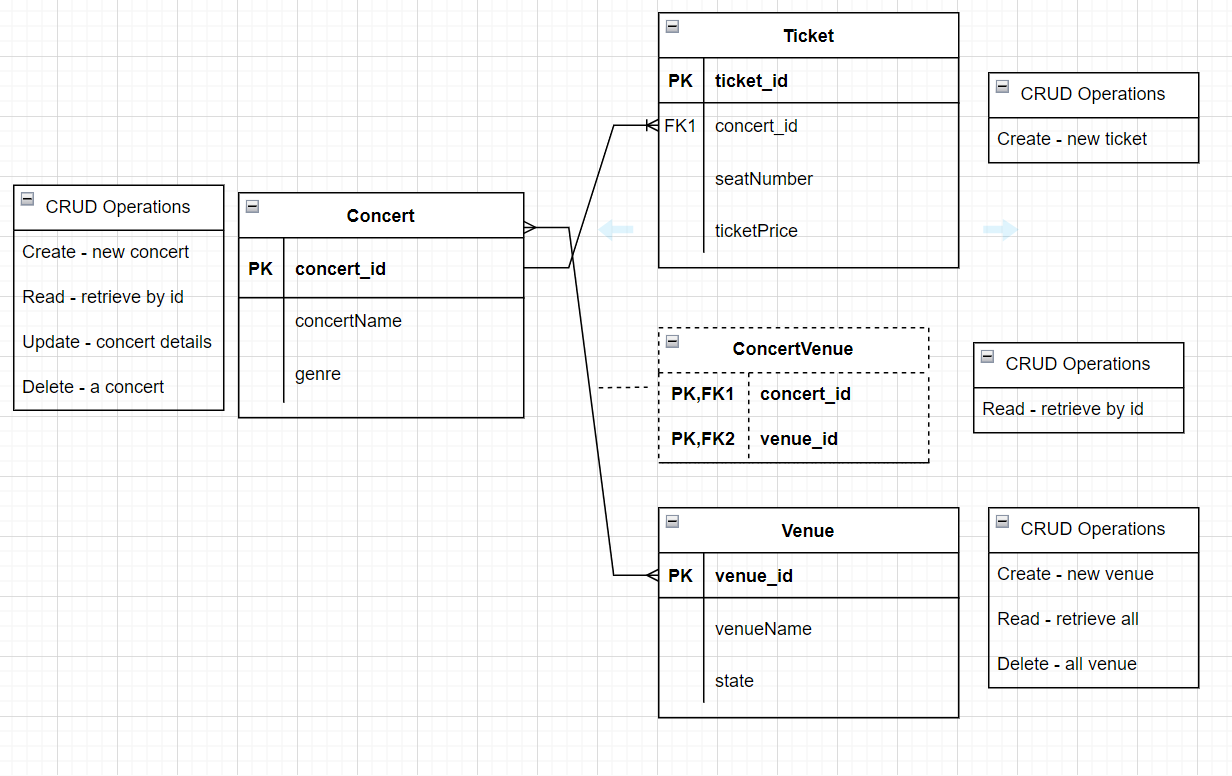 Ticket
PK ticket_id
FK1 concert_id
seatNumber
ticketPrice
CRUD Operations
Create - new ticket
CRUD Operations
Create - new concert
Read - retrieve by id
Update - concert details
Delete - a concert
Concert
PK concert_id
concertName
genre
ConcertVenue
PK,FK1 concert_id
PK,FK2 venue_id
CRUD Operations
Read - retrieve by id
Venue
PK venue_id
venueName
state
CRUD Operations
Create - new venue
Read - retrieve all
Delete - all venue